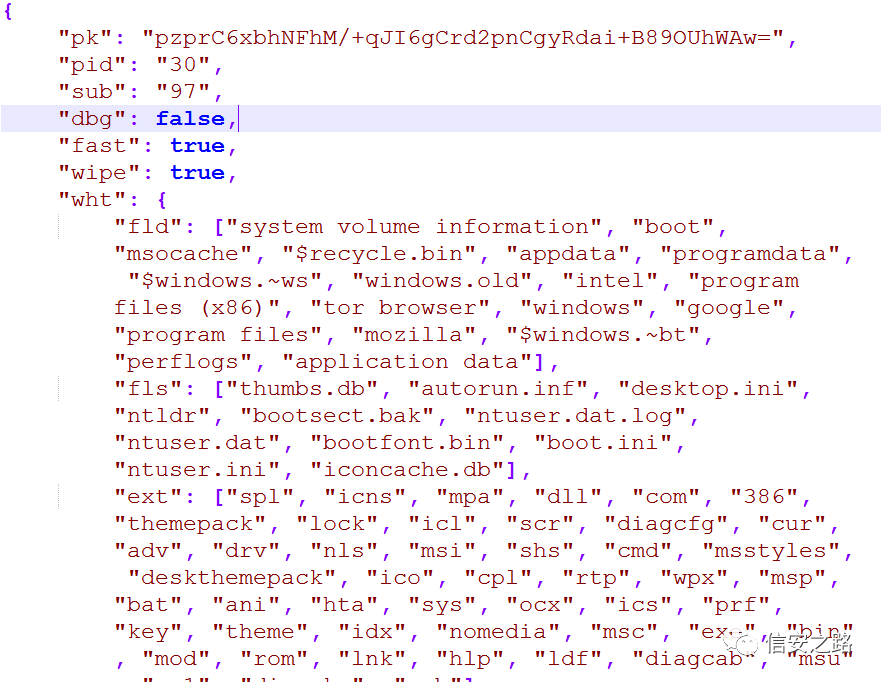 {
"pk": "pzprC6xbhNFhM/+qJI6gCrd2pnCgyRdai+B89OUhWAw=",
"pid": "30",
"sub": "97",
"dbg": false,
"fast": true,
"wipe": true,
"wht": {
"fld": ["system volume information", "boot",
"msocache", "$recycle.bin", "appdata", "programdata",
"$windows.~ws", "windows.old", "intel", "program
files (x86)", "tor browser", "windows", "google",
"program files", "mozilla", "$windows.~bt",
"perflogs", "application data"],
"fls": ["thumbs.db", "autorun.inf", "desktop.ini",
"ntldr", "bootsect.bak", "ntuser.dat.log",
"ntuser.dat", "bootfont.bin", "boot.ini",
"ntuser.ini", "iconcache.db"],
"ext": ["spl", "icns", "mpa", "dll", "com", "386",
"themepack", "lock", "icl", "scr", "diagcfg", "cur",
"adv", "drv", "nls", "msi", "shs", "cmd", "msstyles",
"deskthemepack", "ico", "cpl", "rtp", "wpx", "msp",
"bat", "ani", "hta", "sys", "ocx", "ics", "prf",
"key", "theme", "idx", "nomedia", "msc", "exe", "bin"
, "mod", "rom", "lnk", "hlp", "ldf", "diagcab", "msu"
信安之路